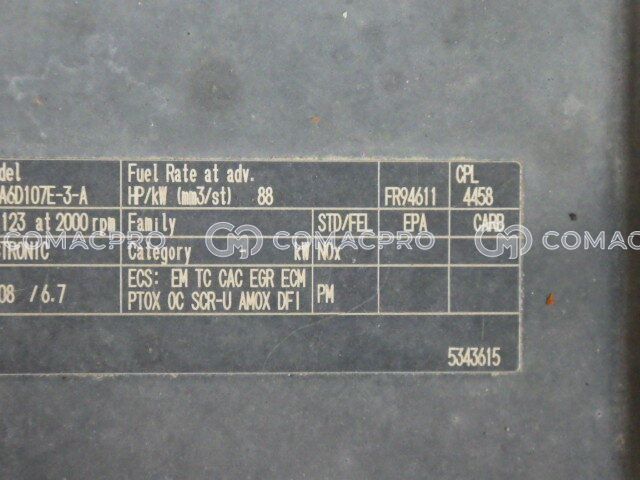 del
Fuel Rate at adv.
CPL
A6D107E-3-A
HP/kW (mm3/st) 88
FR94611
4458
123 at 2000 rpm
Family
STD/FEL
EPA
CARB
TRONIC
Category - kW
NOx
08 /6.7
ECS: EM TC CAC EGR ECM
PTOX OC SCR-U AMOX DFI
PM
5343615
COMACPRO
COMACPRO
COMACPRO